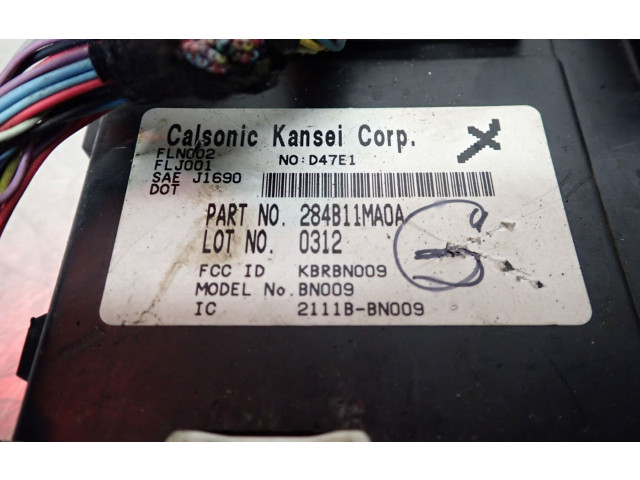 Calsonic Kansei Corp.
FLN002 NO:D47E1
FLJ001
SAE J1690
DOT
PART NO. 284B11MA0A
LOT NO. 0312
FCC ID KBRBN009
MODEL No.BN009
IC 2111B-BN009